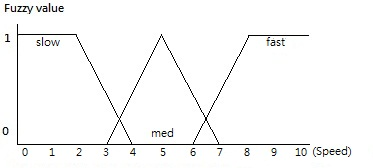 Fuzzy value
1
slow
fast
med
0
0 1 2 3 4 5 6 7 8 9 10 (Speed)